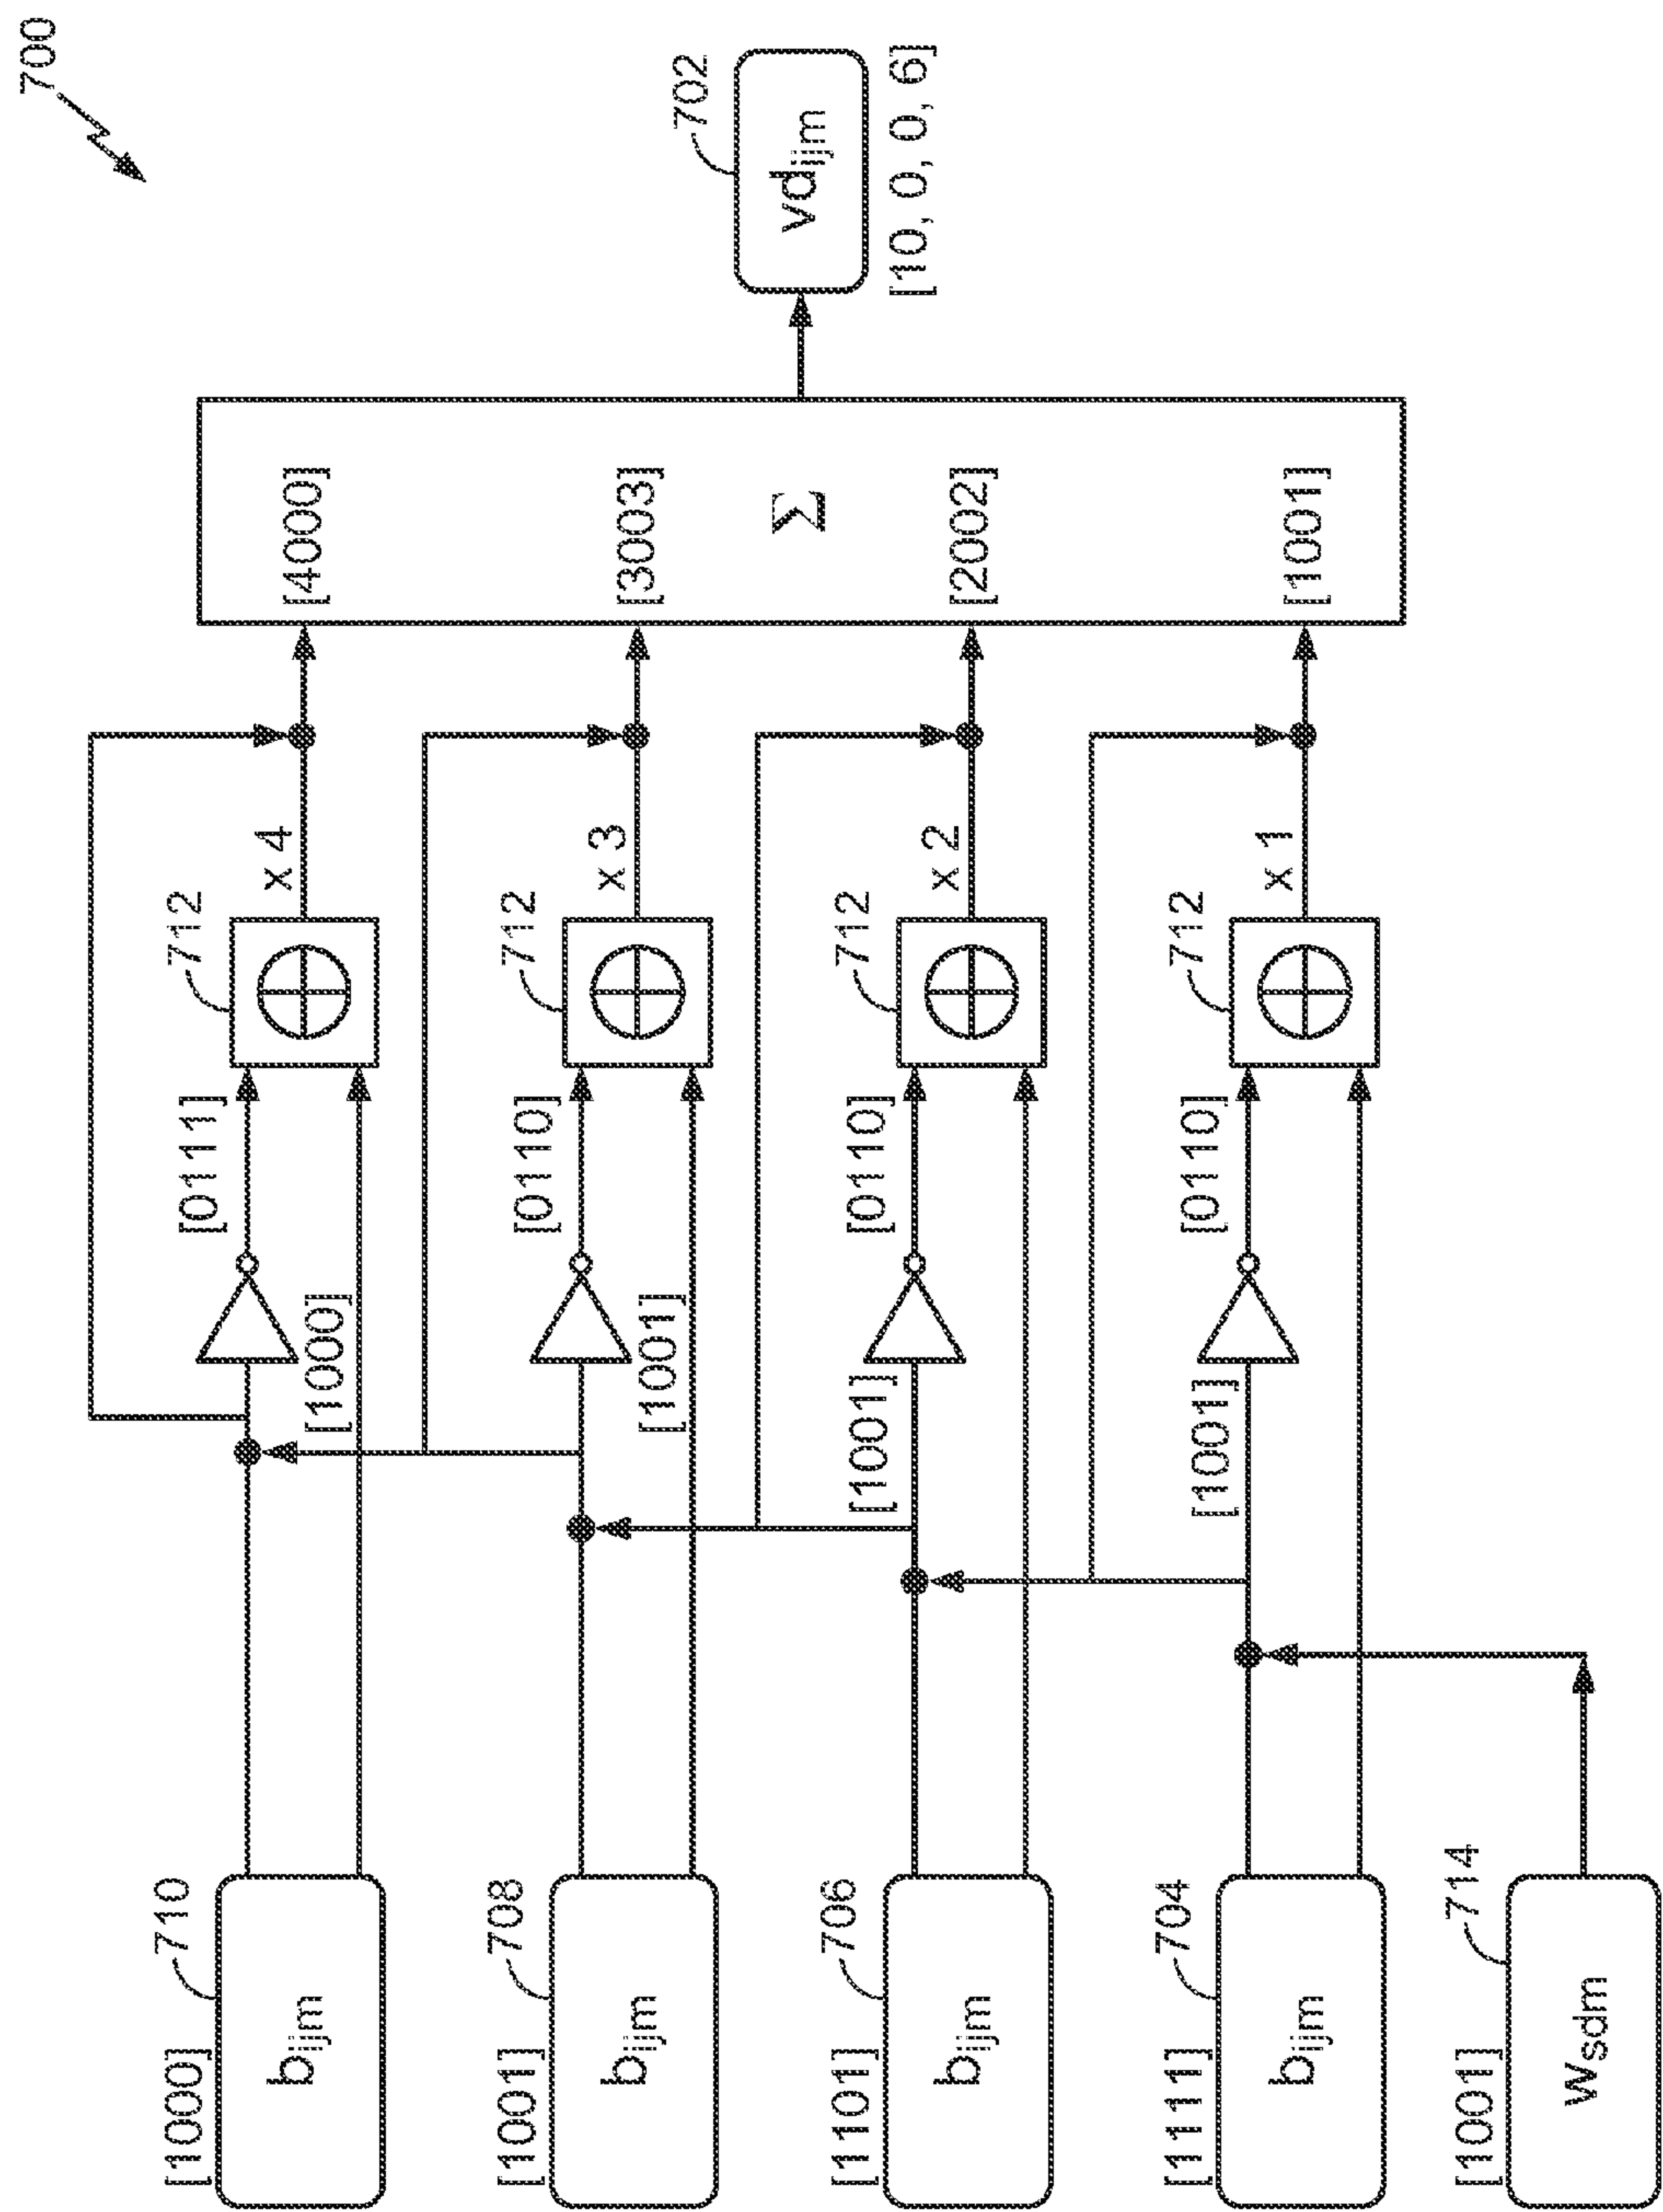 700
[1000]
710
[0111]
712
x 4
[4000]
bijm
[1000]
[1001]
708
[0110]
712
x 3
[3003]
bijm
[1001]
702
vdijm
Σ
[10, 0, 0, 6]
[1101]
706
[1001]
[0110]
712
x 2
[2002]
bijm
[1111]
704
[1001]
[0110]
712
x 1
[1001]
bijm
[1001]
714
wsdm